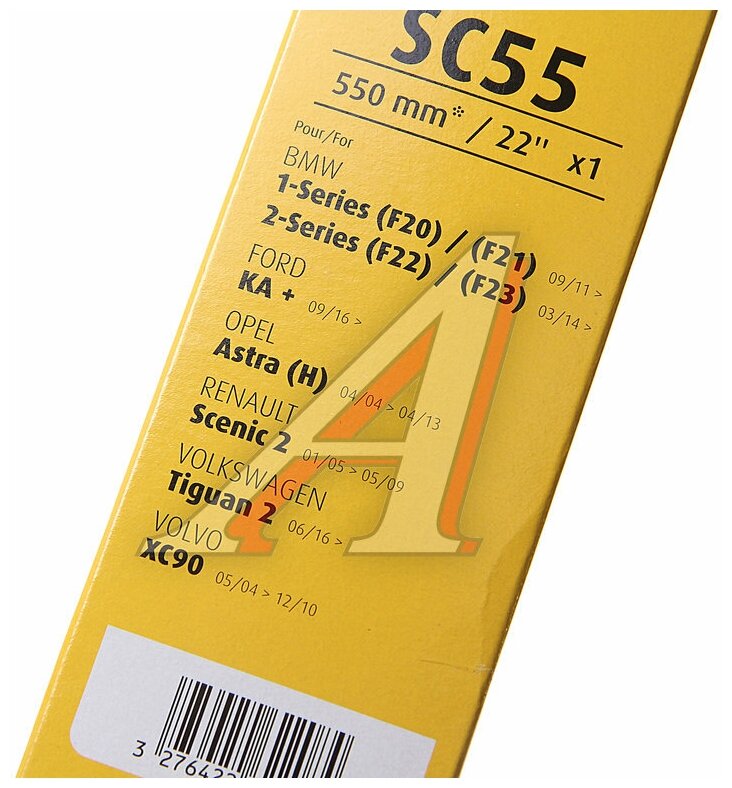 SC55
550 mm* / 22" x1
Pour/For
BMW
1-Series (F20) / (F21) 09/11 >
2-Series (F22) / (F23) 03/14 >
FORD
KA + 09/16 >
OPEL
Astra (H) 04/04 > 04/13
RENAULT
Scenic 2 01/05 > 05/09
VOLKSWAGEN
Tiguan 2 06/16 >
VOLVO
XC90 05/04 > 12/10
A